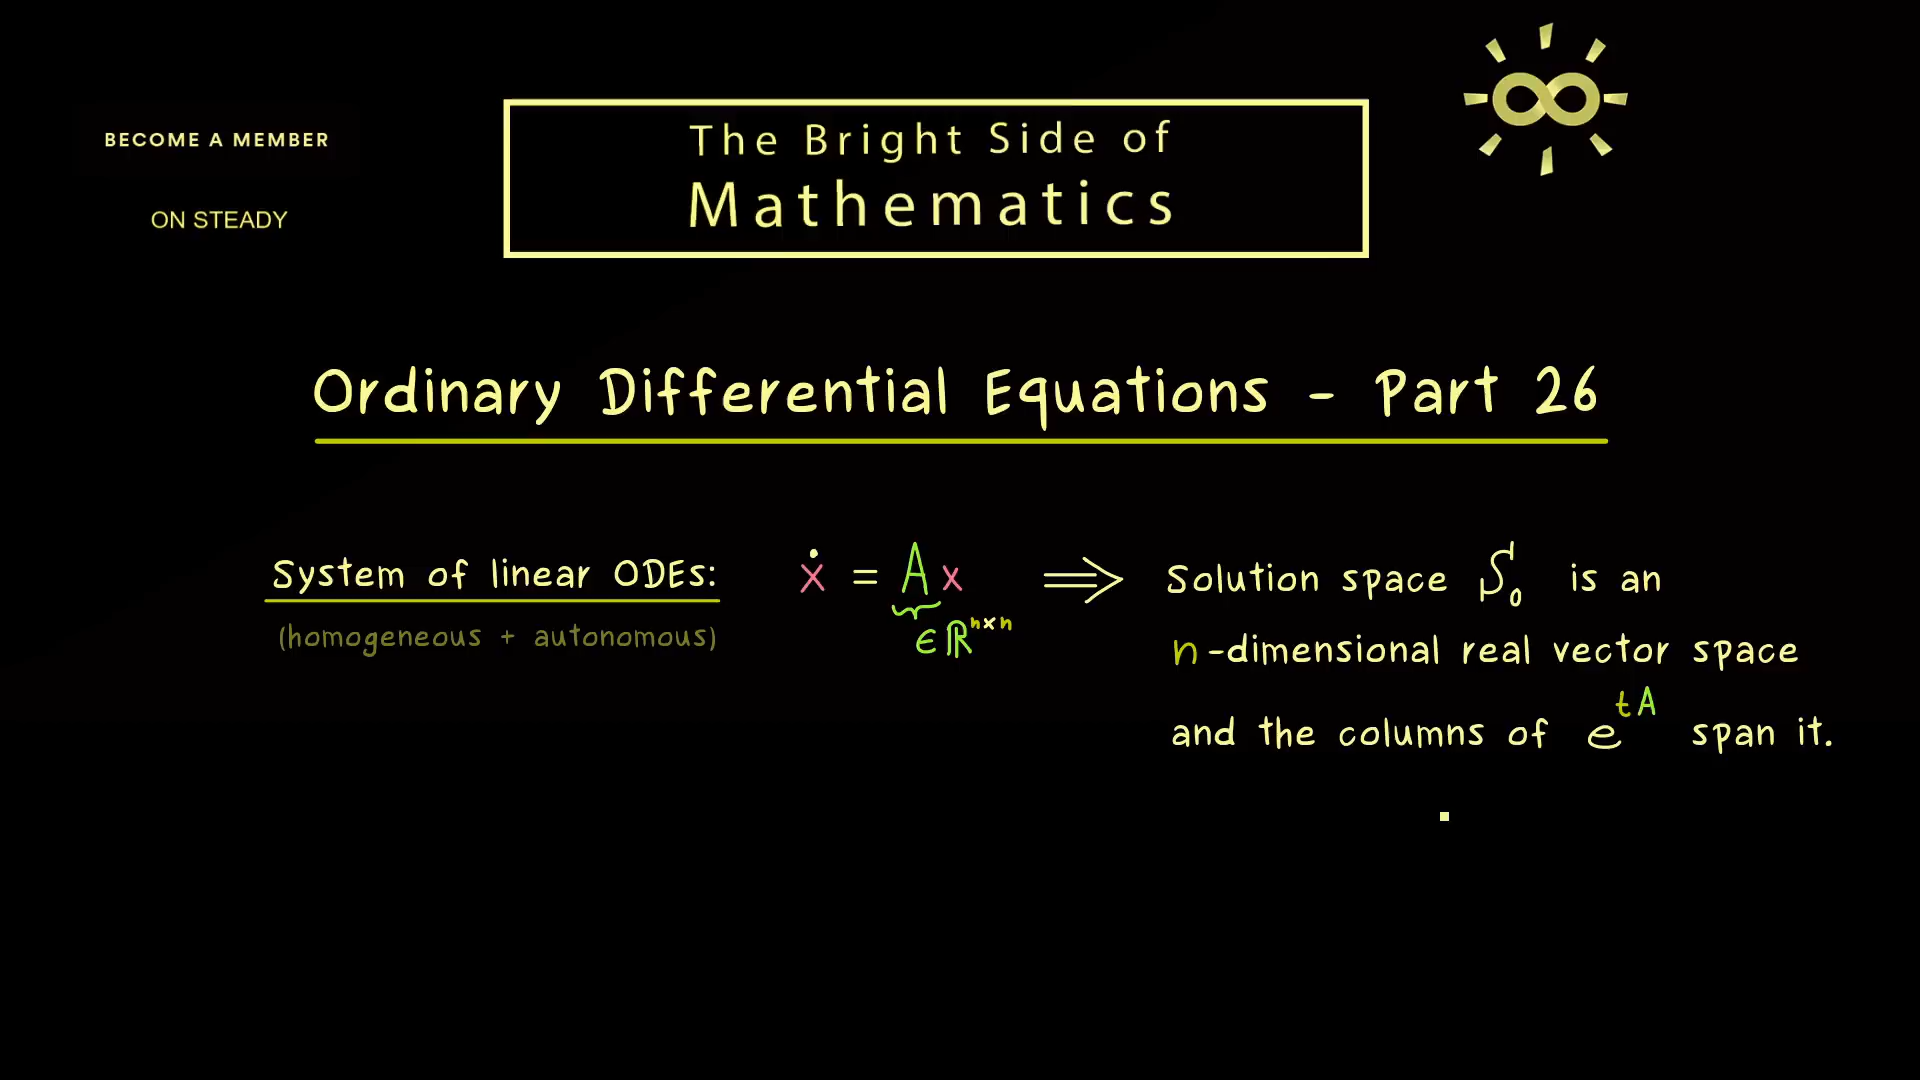 BECOME A MEMBER
ON STEADY
The Bright Side of
Mathematics
Ordinary Differential Equations - Part 26
System of linear ODEs: ẋ = Ax ⟹ Solution space S₀ is an
(homogeneous + autonomous) ∈ ℝⁿˣⁿ
n-dimensional real vector space
and the columns of e^{tA} span it.